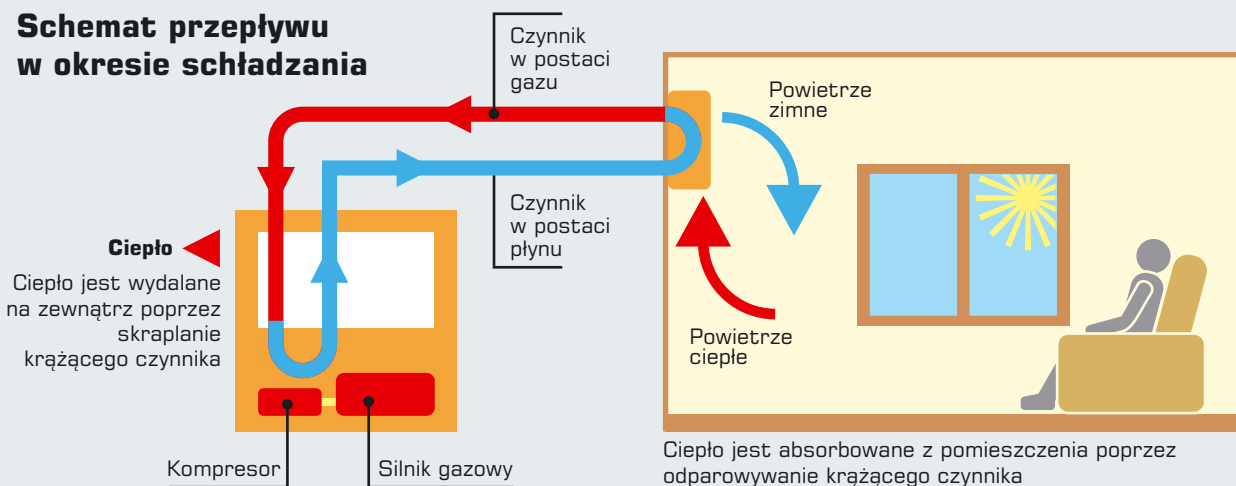 Schemat przepływu
w okresie schładzania
Czynnik
w postaci
gazu
Powietrze
zimne
Czynnik
w postaci
płynu
Ciepło
Ciepło jest wydalane
na zewnątrz poprzez
skraplanie
krążącego czynnika
Powietrze
ciepłe
Kompresor
Silnik gazowy
Ciepło jest absorbowane z pomieszczenia poprzez
odparowywanie krążącego czynnika